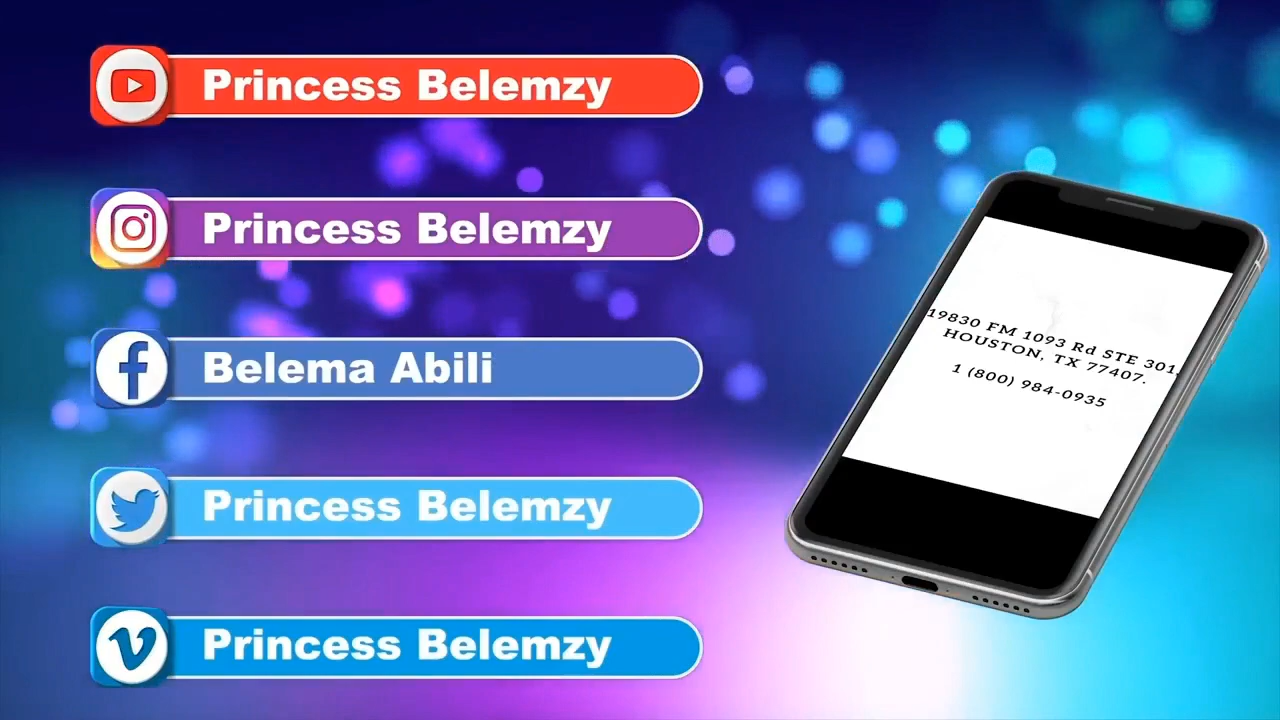 Princess Belemzy
Princess Belemzy
Belema Abili
Princess Belemzy
Princess Belemzy
19830 FM 1093 Rd STE 301.
HOUSTON, TX 77407.
1 (800) 984-0935